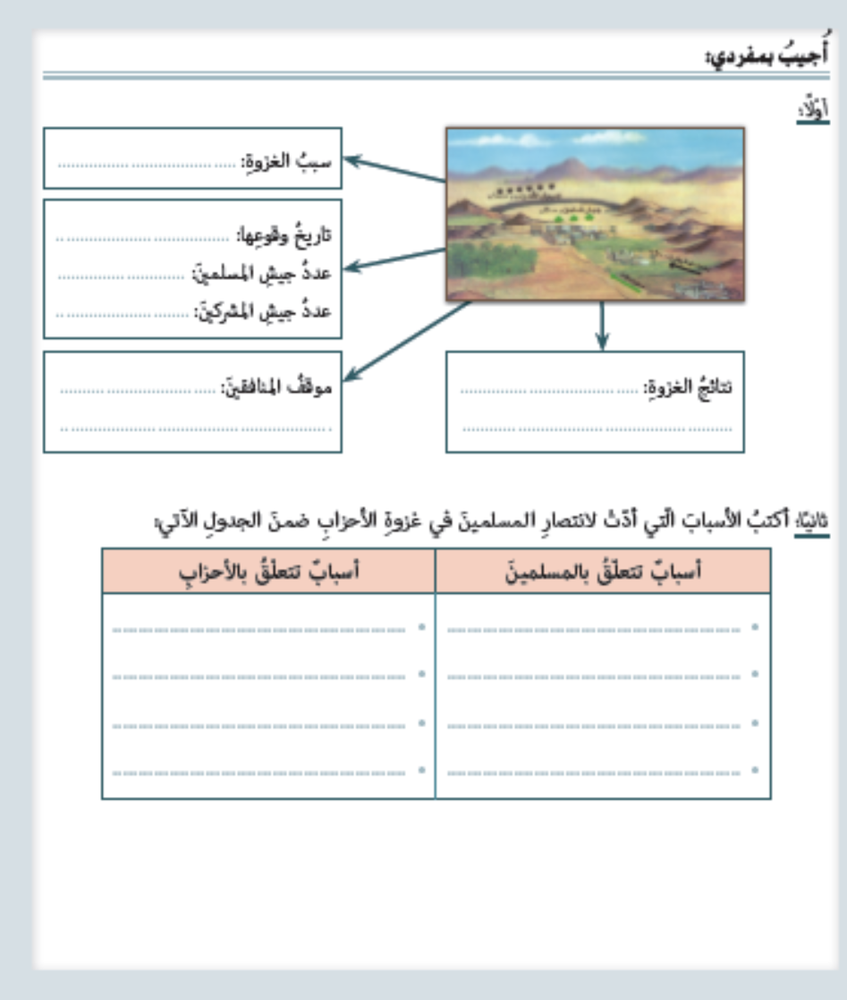 أُجيبُ بمفردي:
أوّلًا:
سببُ الغزوةِ: ........................
تاريخُ وقوعِها: ........................
عددُ جيشِ المسلمينَ: ........................
عددُ جيشِ المشركينَ: ........................
موقفُ المنافقينَ: ........................
نتائجُ الغزوةِ: ........................
ثانيًا: أكتبُ الأسبابَ الّتي أدّتْ لانتصارِ المسلمينَ في غزوةِ الأحزابِ ضمنَ الجدولِ الآتي:
أسبابٌ تتعلّقُ بالمسلمينَ
أسبابٌ تتعلّقُ بالأحزابِ